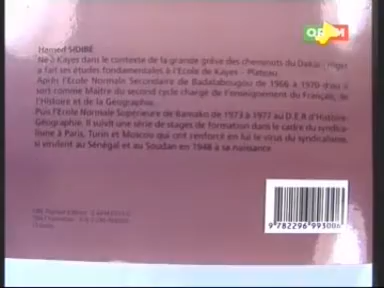 Hamed SIDIBÉ
Né à Kayes dans le contexte de la grande grève des cheminots du Dakar-Niger
a fait ses études fondamentales à l'Ecole de Kayes - Plateau
Après l'Ecole Normale Secondaire de Badalabougou de 1966 à 1970 d'où il
sort comme Maître du second cycle chargé de l'enseignement du Français, de
l'Histoire et de la Géographie.
Puis l'Ecole Normale Supérieure de Bamako de 1973 à 1977 au D.E.R d'Histoire
Géographie. Il suivit une série de stages de formation dans le cadre du syndica-
lisme à Paris, Turin et Moscou qui ont renforcé en lui le virus du syndicalisme,
si virulent au Sénégal et au Soudan en 1948 à sa naissance
9 782296 993006